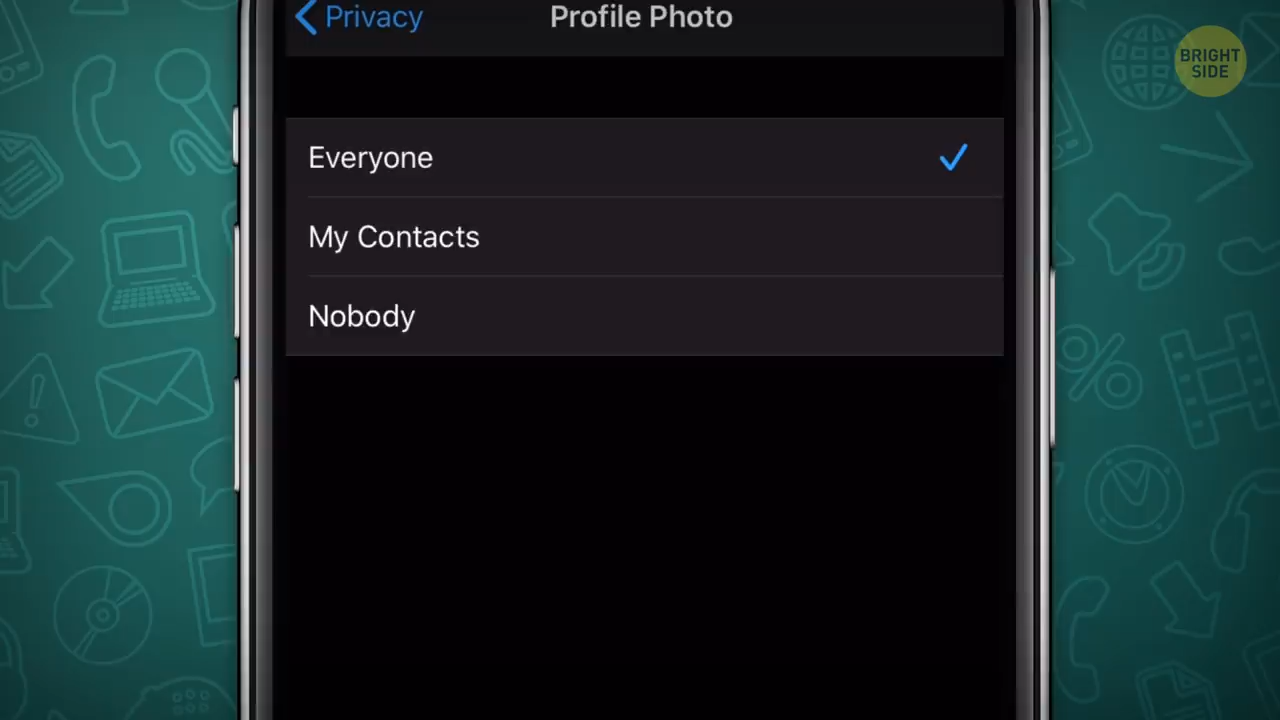 Privacy
Profile Photo
BRIGHT
SIDE
Everyone
My Contacts
Nobody